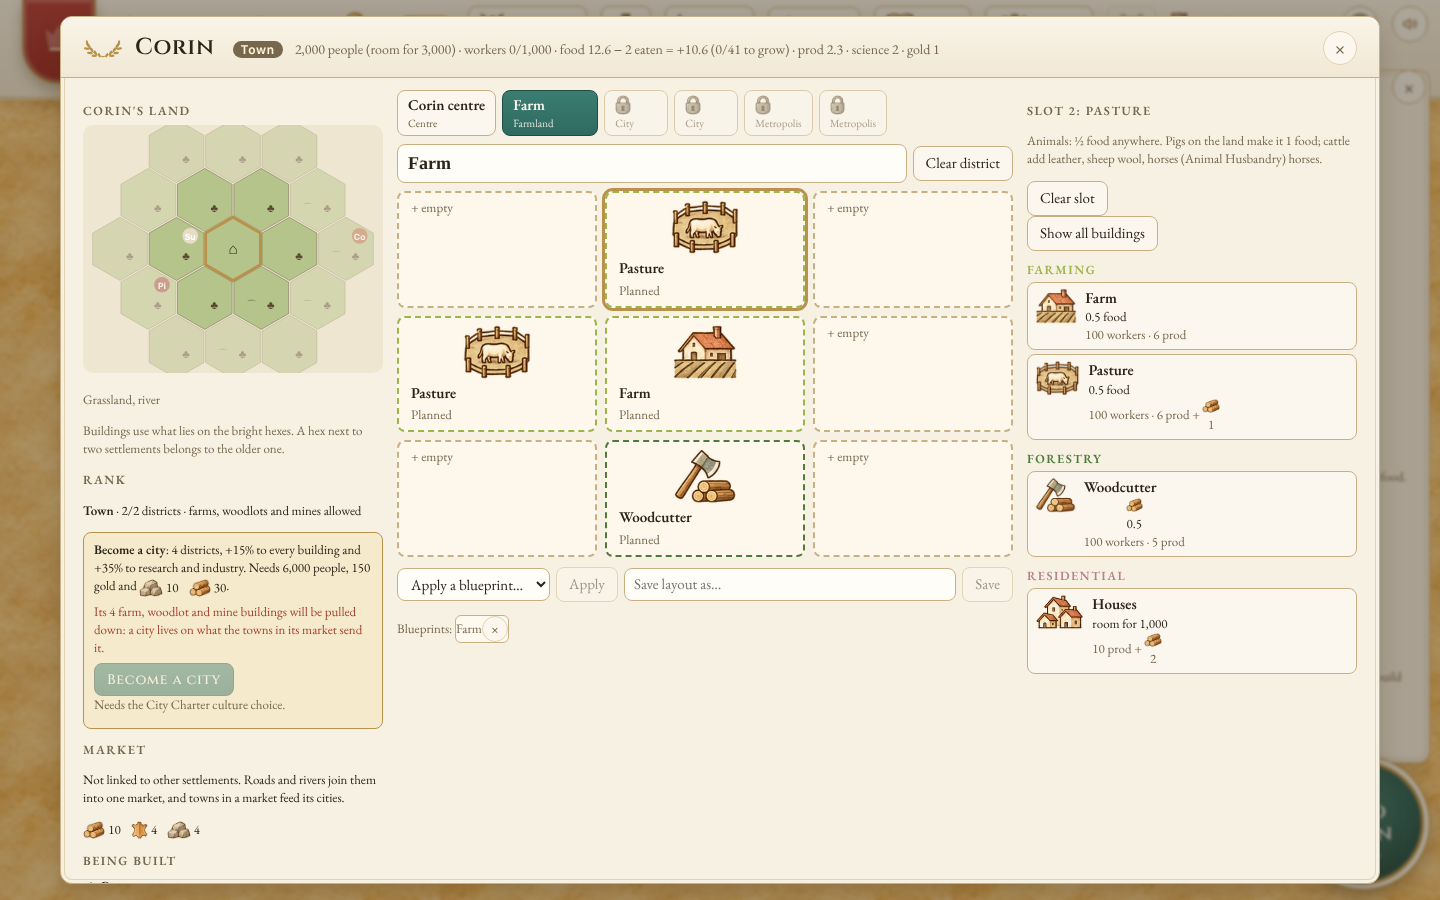 CORIN
Town
2,000 people (room for 3,000) · workers 0/1,000 · food 12.6 − 2 eaten = +10.6 (0/41 to grow) · prod 2.3 · science 2 · gold 1
×
CORIN'S LAND
Su
Co
Pi
Grassland, river
Buildings use what lies on the bright hexes. A hex next to
two settlements belongs to the older one.
RANK
Town · 2/2 districts · farms, woodlots and mines allowed
Become a city: 4 districts, +15% to every building and
+35% to research and industry. Needs 6,000 people, 150
gold and 10 30.
Its 4 farm, woodlot and mine buildings will be pulled
down: a city lives on what the towns in its market send
it.
BECOME A CITY
Needs the City Charter culture choice.
MARKET
Not linked to other settlements. Roads and rivers join them
into one market, and towns in a market feed its cities.
10 4 4
BEING BUILT
Corin centre
Centre
Farm
Farmland
City
City
Metropolis
Metropolis
Farm
Clear district
+ empty
Pasture
Planned
+ empty
Pasture
Planned
Farm
Planned
+ empty
+ empty
Woodcutter
Planned
+ empty
Apply a blueprint...
Apply
Save layout as...
Save
Blueprints: Farm ×
SLOT 2: PASTURE
Animals: ½ food anywhere. Pigs on the land make it 1 food; cattle
add leather, sheep wool, horses (Animal Husbandry) horses.
Clear slot
Show all buildings
FARMING
Farm
0.5 food
100 workers · 6 prod
Pasture
0.5 food
100 workers · 6 prod +
1
FORESTRY
Woodcutter
0.5
100 workers · 5 prod
RESIDENTIAL
Houses
room for 1,000
10 prod +
2
×
food.